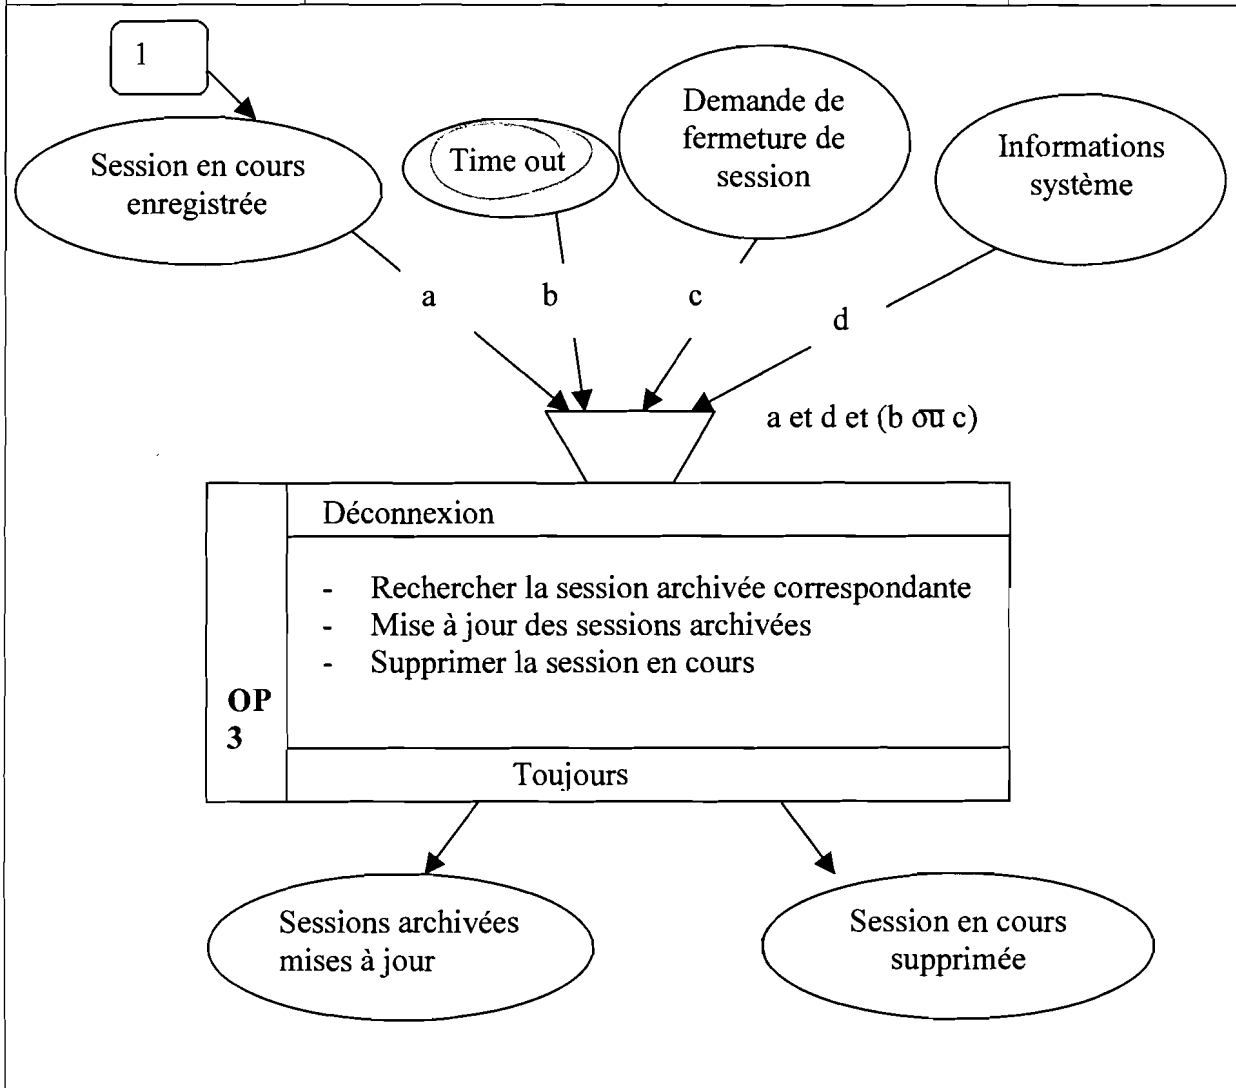 1
Session en cours
enregistrée
Time out
Demande de
fermeture de
session
Informations
système
a
b
c
d
a et d et (b ou c)
Déconnexion
- Rechercher la session archivée correspondante
- Mise à jour des sessions archivées
- Supprimer la session en cours
OP
3
Toujours
Sessions archivées
mises à jour
Session en cours
supprimée